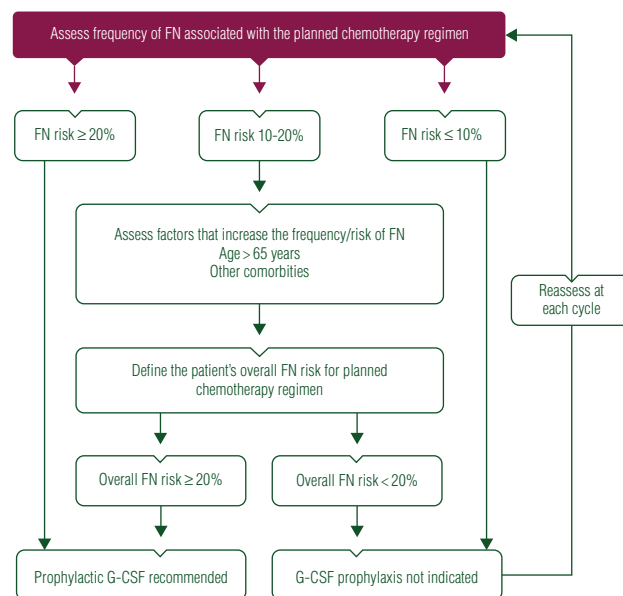 Assess frequency of FN associated with the planned chemotherapy regimen
FN risk ≥ 20%
FN risk 10-20%
FN risk ≤ 10%
Assess factors that increase the frequency/risk of FN
Age > 65 years
Other comorbities
Reassess at
each cycle
Define the patient's overall FN risk for planned
chemotherapy regimen
Overall FN risk ≥ 20%
Overall FN risk < 20%
Prophylactic G-CSF recommended
G-CSF prophylaxis not indicated